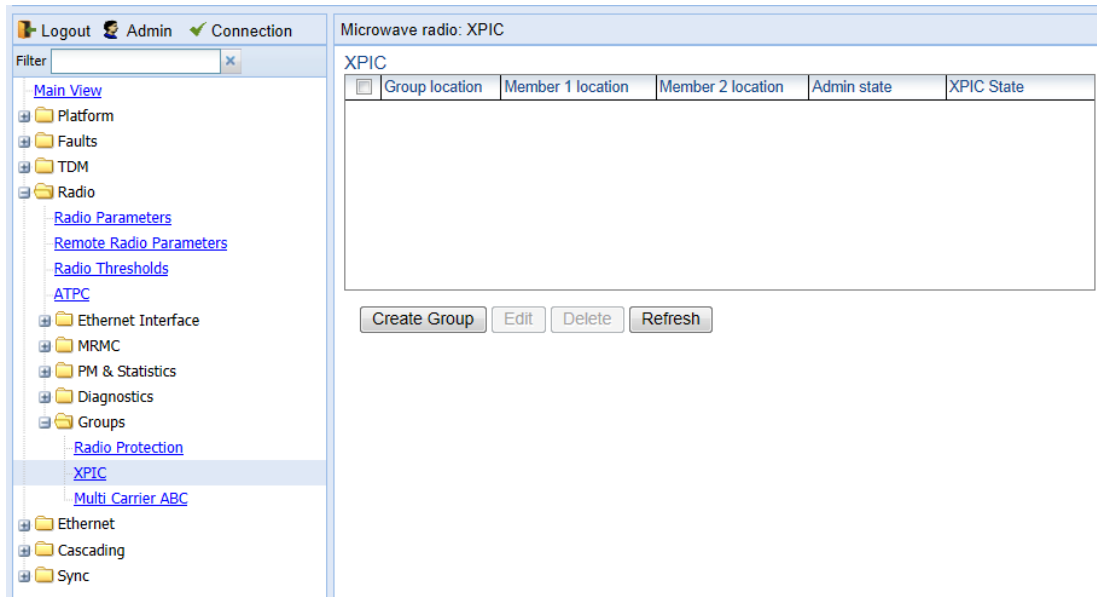 Logout Admin Connection
Filter
Main View
Platform
Faults
TDM
Radio
Radio Parameters
Remote Radio Parameters
Radio Thresholds
ATPC
Ethernet Interface
MRMC
PM & Statistics
Diagnostics
Groups
Radio Protection
XPIC
Multi Carrier ABC
Ethernet
Cascading
Sync
Microwave radio: XPIC
XPIC
Group location Member 1 location Member 2 location Admin state XPIC State
Create Group Edit Delete Refresh